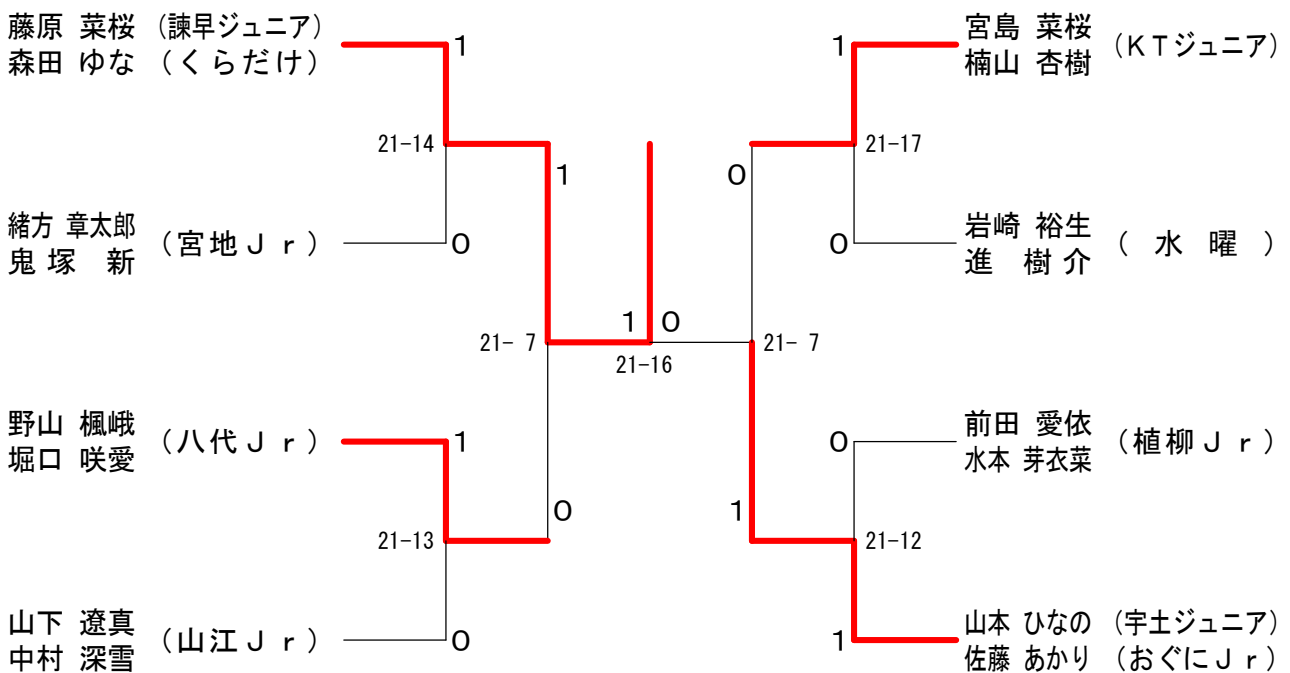 藤原 菜桜 (諫早ジュニア)
森田 ゆな (くらだけ)
1
21-14
緒方 章太郎
鬼塚 新
(宮地Jr)
0
1
21- 7
野山 楓峨
堀口 咲愛
(八代Jr)
1
0
21-13
山下 遼真
中村 深雪
(山江Jr)
0
1 0
21-16
宮島 菜桜
楠山 杏樹
(KTジュニア)
1
21-17
0
岩崎 裕生
進 樹介
(水曜)
0
21- 7
前田 愛依
水本 芽衣菜
(植柳Jr)
0
1
21-12
山本 ひなの (宇土ジュニア)
佐藤 あかり (おぐにJr)
1